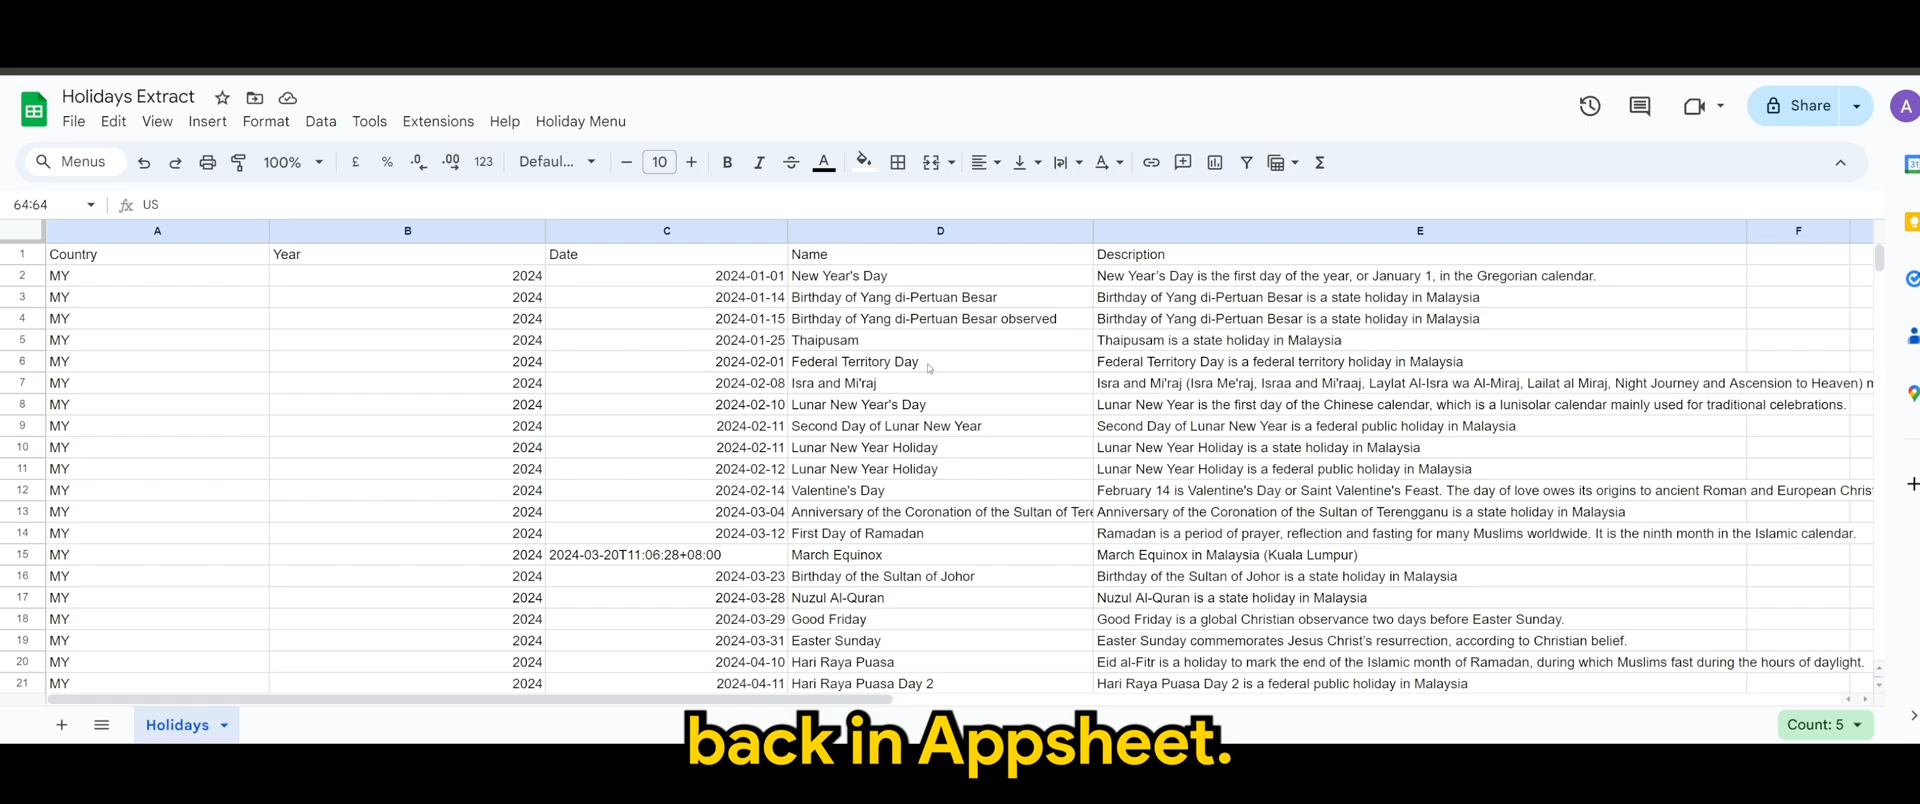 Holidays Extract
File Edit View Insert Format Data Tools Extensions Help Holiday Menu
Share
A
Menus 100% £ % .0 .00 123 Defaul... 10 B I S A Σ
31
64:64 fx US
A B C D E F
1 Country Year Date Name Description
2 MY 2024 2024-01-01 New Year's Day New Year's Day is the first day of the year, or January 1, in the Gregorian calendar.
3 MY 2024 2024-01-14 Birthday of Yang di-Pertuan Besar Birthday of Yang di-Pertuan Besar is a state holiday in Malaysia
4 MY 2024 2024-01-15 Birthday of Yang di-Pertuan Besar observed Birthday of Yang di-Pertuan Besar is a state holiday in Malaysia
5 MY 2024 2024-01-25 Thaipusam Thaipusam is a state holiday in Malaysia
6 MY 2024 2024-02-01 Federal Territory Day Federal Territory Day is a federal territory holiday in Malaysia
7 MY 2024 2024-02-08 Isra and Mi'raj Isra and Mi'raj (Isra Me'raj, Israa and Mi'raaj, Laylat Al-Isra wa Al-Miraj, Lailat al Miraj, Night Journey and Ascension to Heaven) m
8 MY 2024 2024-02-10 Lunar New Year's Day Lunar New Year is the first day of the Chinese calendar, which is a lunisolar calendar mainly used for traditional celebrations.
9 MY 2024 2024-02-11 Second Day of Lunar New Year Second Day of Lunar New Year is a federal public holiday in Malaysia
10 MY 2024 2024-02-11 Lunar New Year Holiday Lunar New Year Holiday is a state holiday in Malaysia
11 MY 2024 2024-02-12 Lunar New Year Holiday Lunar New Year Holiday is a federal public holiday in Malaysia
12 MY 2024 2024-02-14 Valentine's Day February 14 is Valentine's Day or Saint Valentine's Feast. The day of love owes its origins to ancient Roman and European Christ
13 MY 2024 2024-03-04 Anniversary of the Coronation of the Sultan of Tere Anniversary of the Coronation of the Sultan of Terengganu is a state holiday in Malaysia
14 MY 2024 2024-03-12 First Day of Ramadan Ramadan is a period of prayer, reflection and fasting for many Muslims worldwide. It is the ninth month in the Islamic calendar.
15 MY 2024 2024-03-20T11:06:28+08:00 March Equinox March Equinox in Malaysia (Kuala Lumpur)
16 MY 2024 2024-03-23 Birthday of the Sultan of Johor Birthday of the Sultan of Johor is a state holiday in Malaysia
17 MY 2024 2024-03-28 Nuzul Al-Quran Nuzul Al-Quran is a state holiday in Malaysia
18 MY 2024 2024-03-29 Good Friday Good Friday is a global Christian observance two days before Easter Sunday.
19 MY 2024 2024-03-31 Easter Sunday Easter Sunday commemorates Jesus Christ's resurrection, according to Christian belief.
20 MY 2024 2024-04-10 Hari Raya Puasa Eid al-Fitr is a holiday to mark the end of the Islamic month of Ramadan, during which Muslims fast during the hours of daylight.
21 MY 2024 2024-04-11 Hari Raya Puasa Day 2 Hari Raya Puasa Day 2 is a federal public holiday in Malaysia
Holidays Count: 5
back in Appsheet.